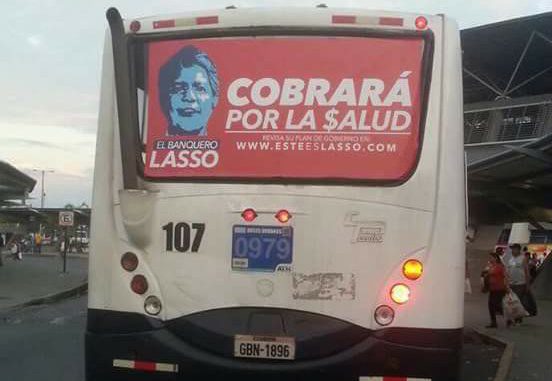 COBRARÁ
POR LA $ALUD
REVISA SU PLAN DE GOBIERNO EN:
WWW.ESTEESLASSO.COM
EL BANQUERO
LASSO
107
0979
ECUADOR
GBN-1896